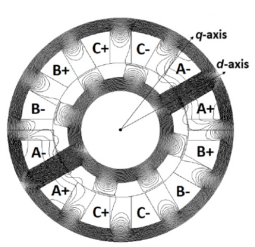 q-axis
C+ C-
B+ A- d-axis
B- A+
A- B+
A+ B-
C+ C-